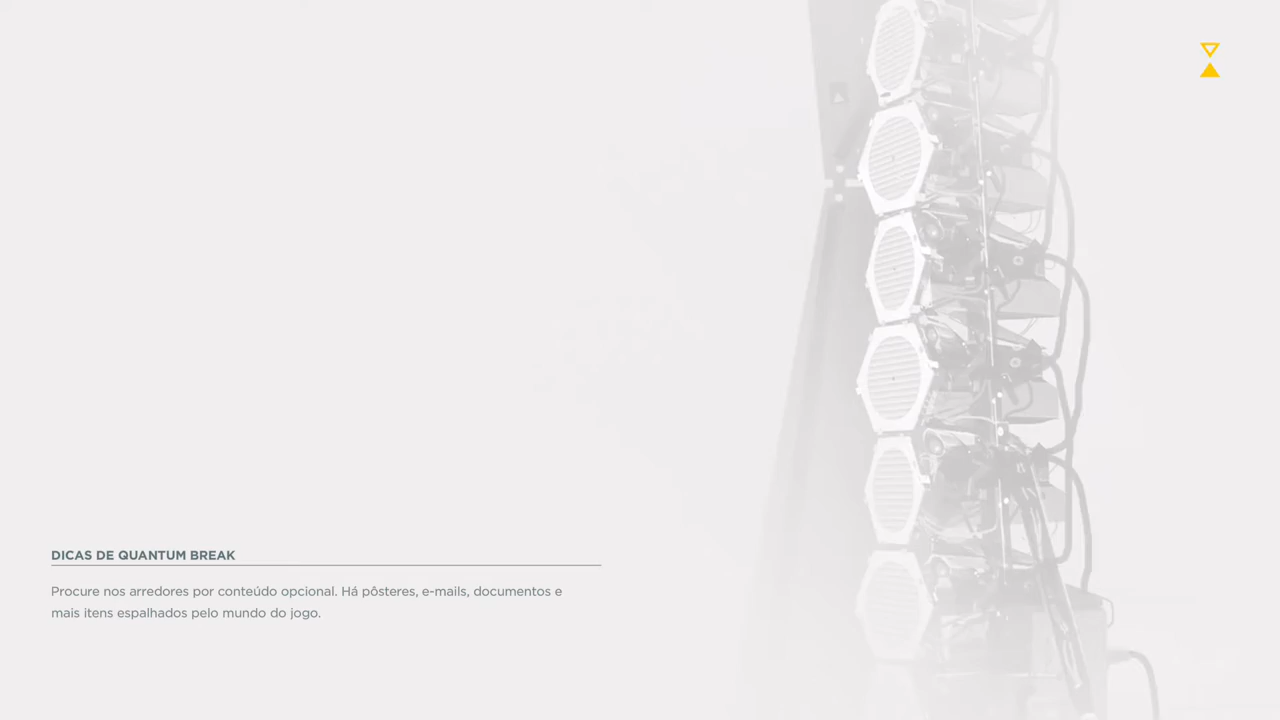 DICAS DE QUANTUM BREAK
Procure nos arredores por conteúdo opcional. Há pôsteres, e-mails, documentos e
mais itens espalhados pelo mundo do jogo.